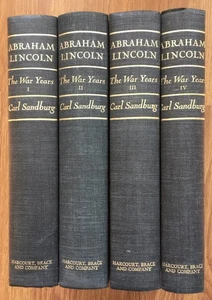 ABRAHAM
LINCOLN
The War Years
I
Carl Sandburg
HARCOURT, BRACE
AND COMPANY
ABRAHAM
LINCOLN
The War Years
II
Carl Sandburg
HARCOURT, BRACE
AND COMPANY
ABRAHAM
LINCOLN
The War Years
III
Carl Sandburg
HARCOURT, BRACE
AND COMPANY
ABRAHAM
LINCOLN
The War Years
IV
Carl Sandburg
HARCOURT, BRACE
AND COMPANY